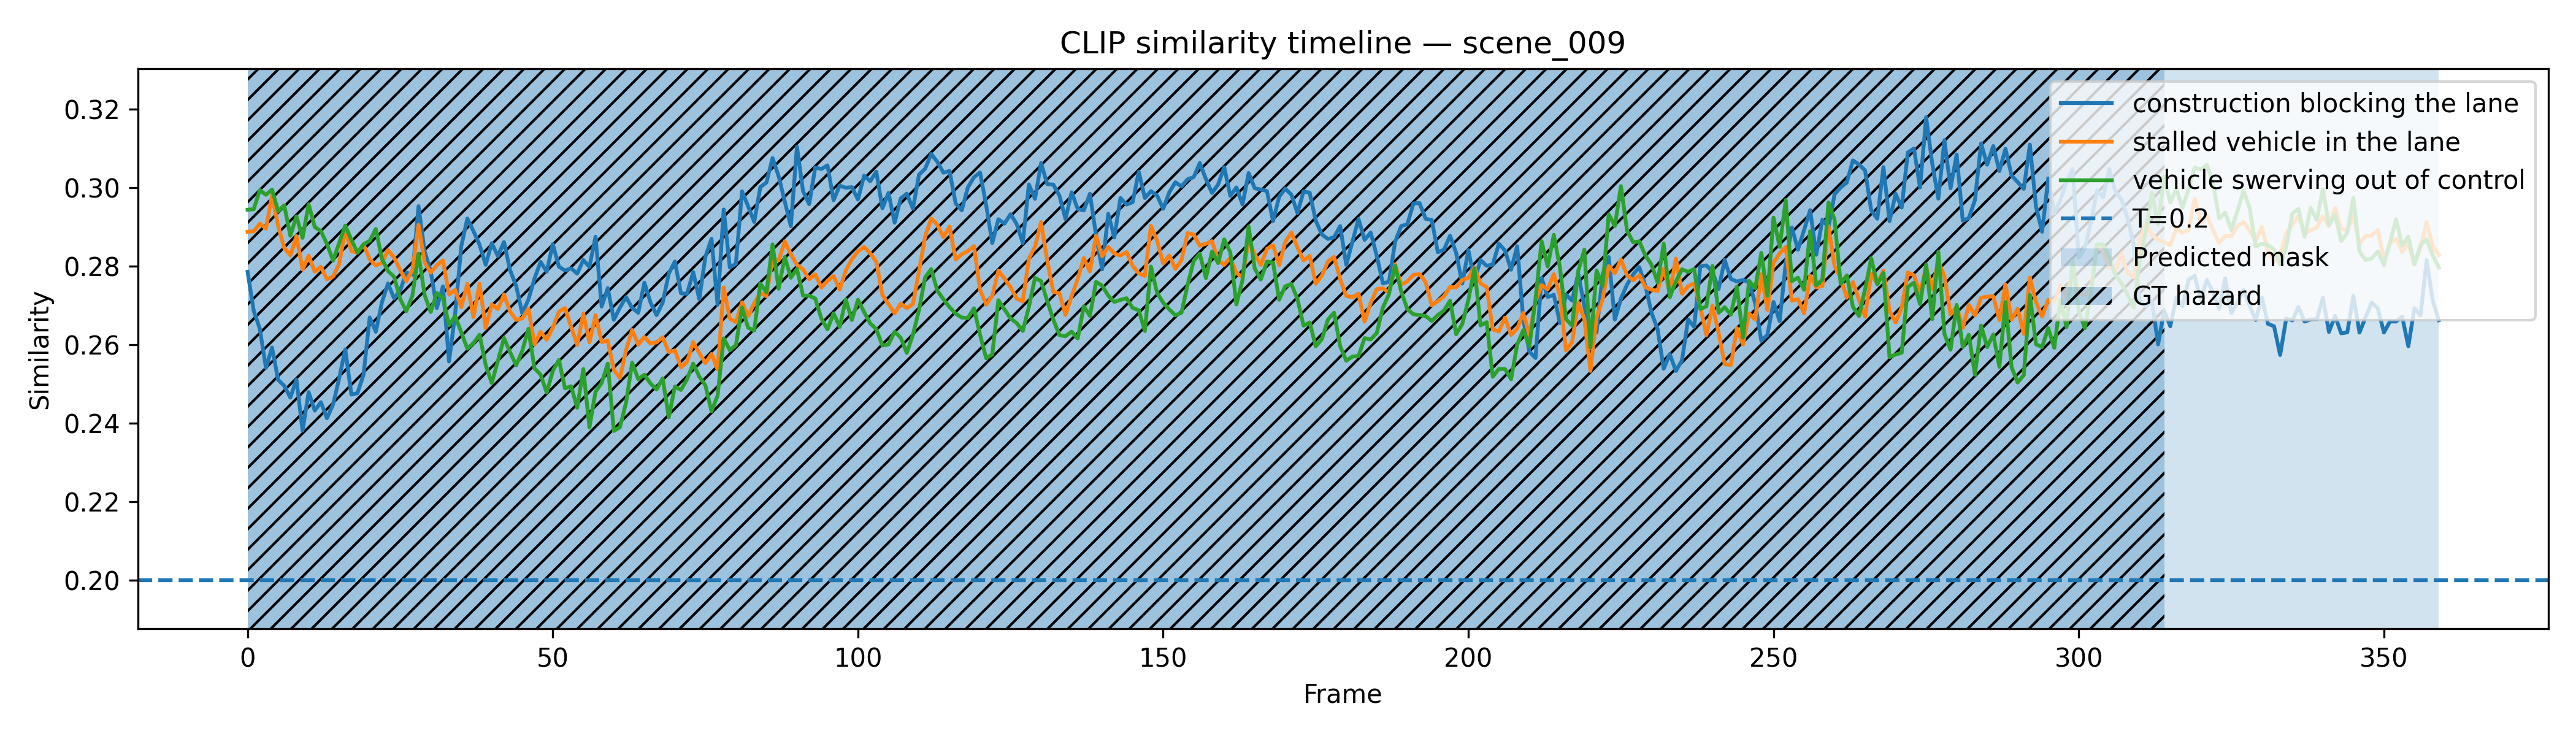 CLIP similarity timeline — scene_009
Similarity
0.32
0.30
0.28
0.26
0.24
0.22
0.20
construction blocking the lane
stalled vehicle in the lane
vehicle swerving out of control
T=0.2
Predicted mask
GT hazard
0 50 100 150 200 250 300 350
Frame